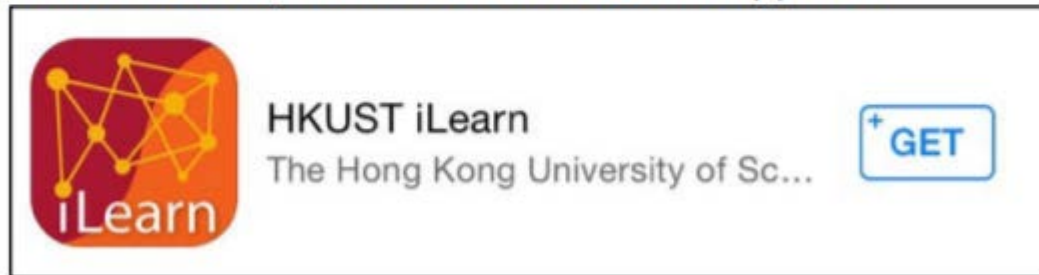 HKUST iLearn
The Hong Kong University of Sc...
+ GET
iLearn